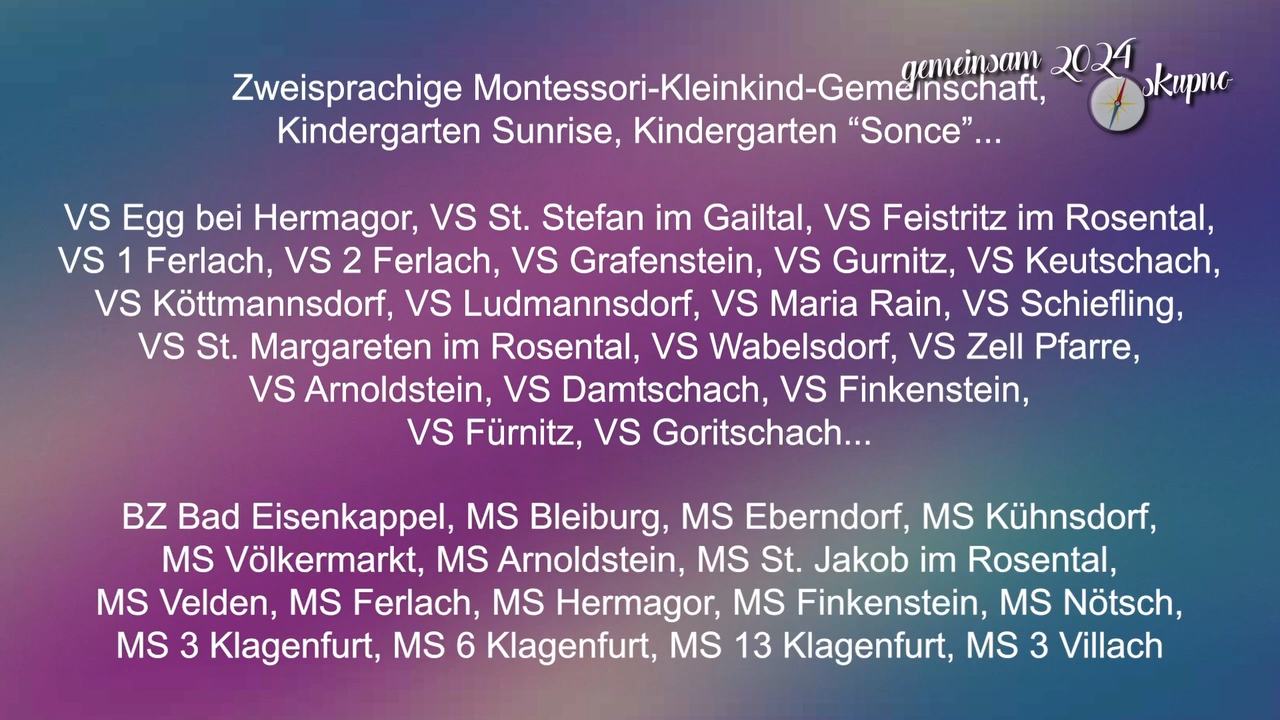 gemeinsam 2024
skupno
Zweisprachige Montessori-Kleinkind-Gemeinschaft,
Kindergarten Sunrise, Kindergarten “Sonce”...
VS Egg bei Hermagor, VS St. Stefan im Gailtal, VS Feistritz im Rosental,
VS 1 Ferlach, VS 2 Ferlach, VS Grafenstein, VS Gurnitz, VS Keutschach,
VS Köttmannsdorf, VS Ludmannsdorf, VS Maria Rain, VS Schiefling,
VS St. Margareten im Rosental, VS Wabelsdorf, VS Zell Pfarre,
VS Arnoldstein, VS Damtschach, VS Finkenstein,
VS Fürnitz, VS Goritschach...
BZ Bad Eisenkappel, MS Bleiburg, MS Eberndorf, MS Kühnsdorf,
MS Völkermarkt, MS Arnoldstein, MS St. Jakob im Rosental,
MS Velden, MS Ferlach, MS Hermagor, MS Finkenstein, MS Nötsch,
MS 3 Klagenfurt, MS 6 Klagenfurt, MS 13 Klagenfurt, MS 3 Villach